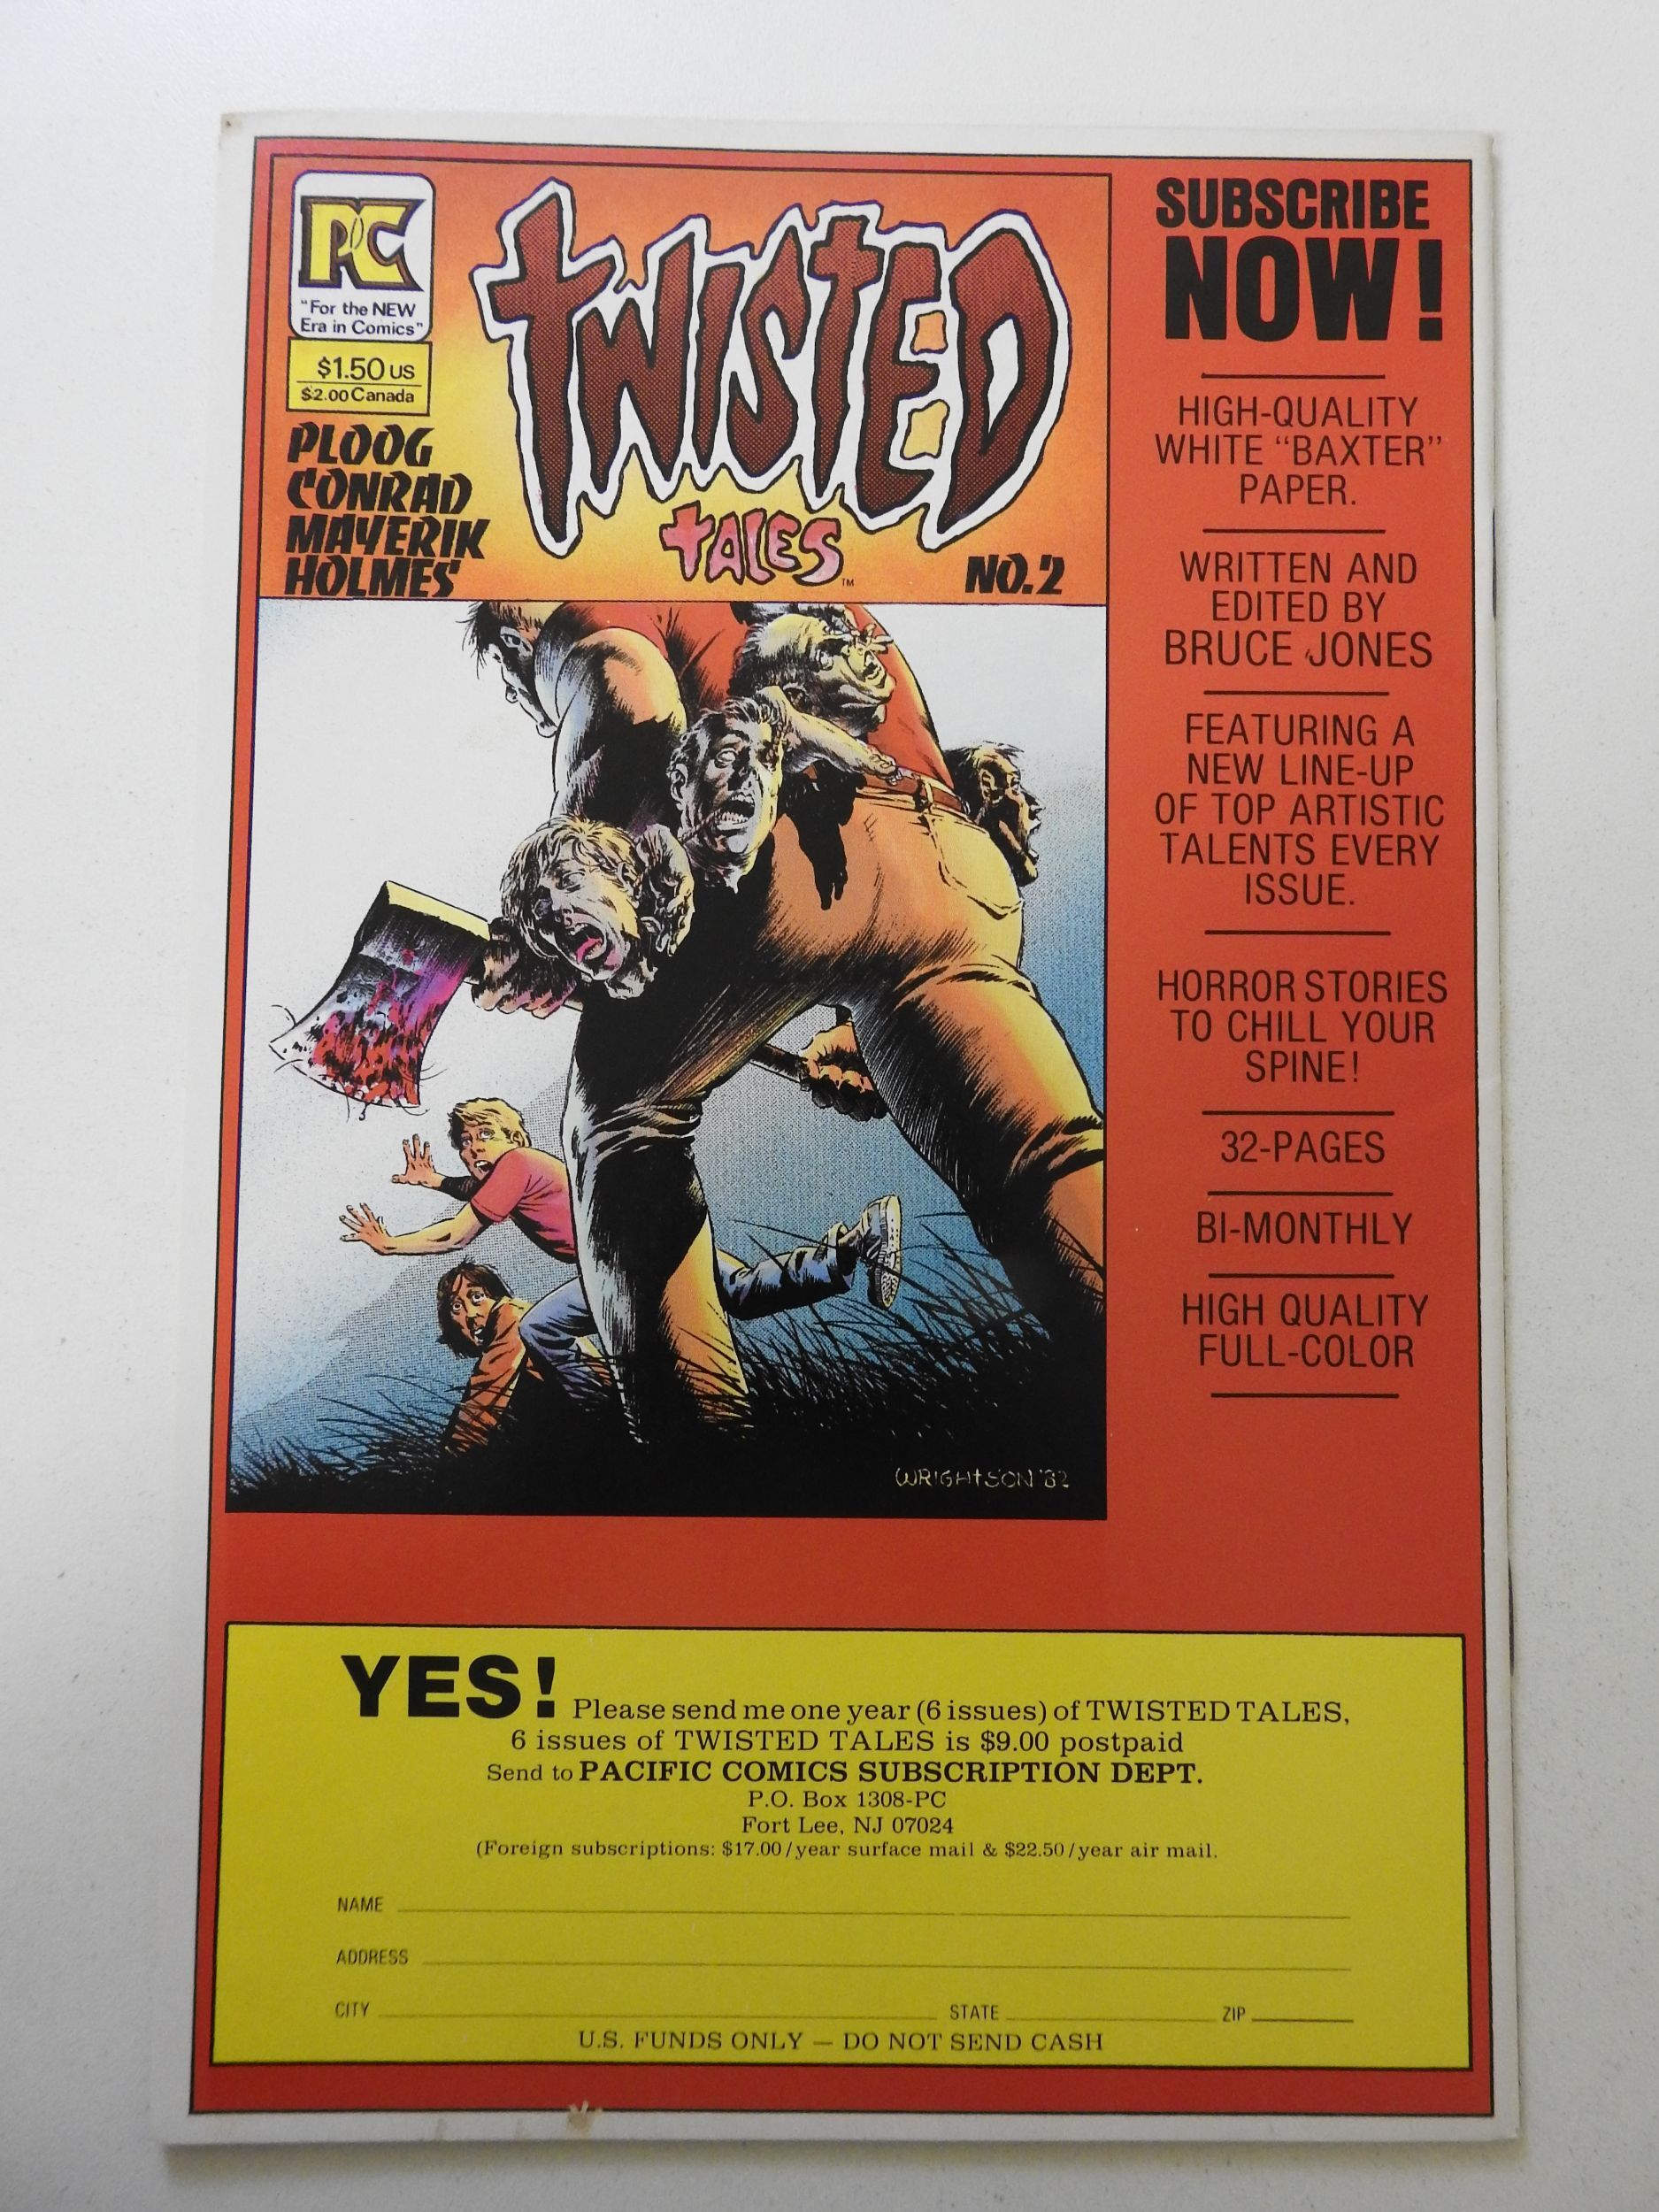 PC
"For the NEW
Era in Comics"
$1.50 US
$2.00 Canada
PLOOG
CONRAD
MAYERIK
HOLMES
TWISTED
TALES
TM
NO. 2
WRIGHTSON '82
SUBSCRIBE
NOW!
HIGH-QUALITY
WHITE "BAXTER"
PAPER.
WRITTEN AND
EDITED BY
BRUCE JONES
FEATURING A
NEW LINE-UP
OF TOP ARTISTIC
TALENTS EVERY
ISSUE.
HORROR STORIES
TO CHILL YOUR
SPINE!
32-PAGES
BI-MONTHLY
HIGH QUALITY
FULL-COLOR
YES! Please send me one year (6 issues) of TWISTED TALES,
6 issues of TWISTED TALES is $9.00 postpaid
Send to PACIFIC COMICS SUBSCRIPTION DEPT.
P.O. Box 1308-PC
Fort Lee, NJ 07024
(Foreign subscriptions: $17.00/year surface mail & $22.50/year air mail.
NAME
ADDRESS
CITY STATE ZIP
U.S. FUNDS ONLY — DO NOT SEND CASH